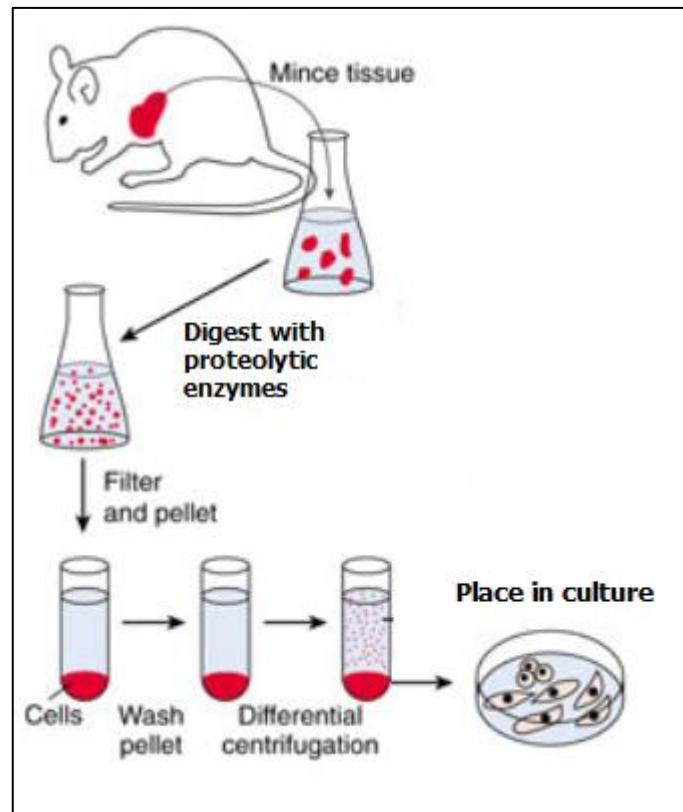 Mince tissue
Digest with
proteolytic
enzymes
Filter
and pellet
Place in culture
Cells
Wash
pellet
Differential
centrifugation